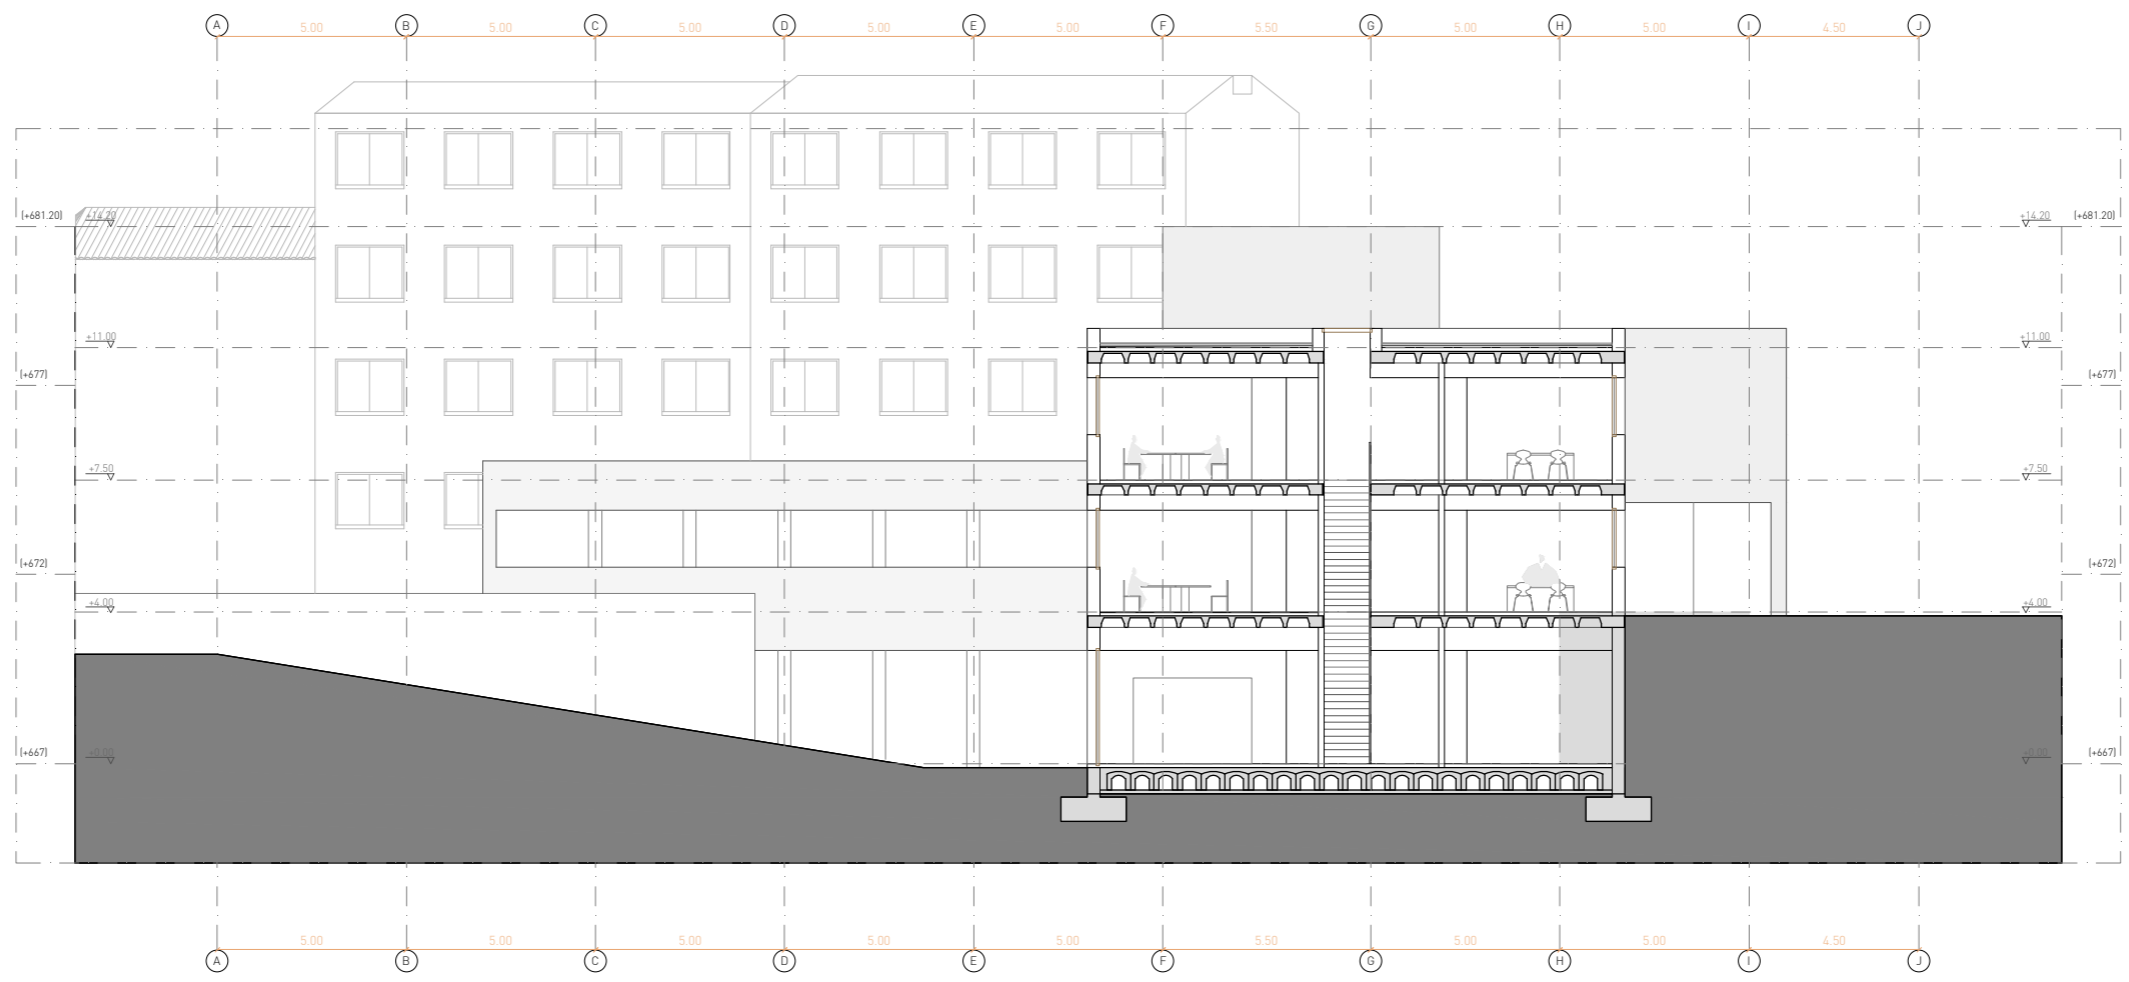 A B C D E F G H I J
5.00 5.00 5.00 5.00 5.00 5.50 5.00 5.00 4.50
(+681.20) +14.20 +14.20 (+681.20)
+11.00 +11.00
(+677) (+677)
+7.50 +7.50
(+672) (+672)
+4.00 +4.00
(+667) +0.00 +0.00 (+667)
5.00 5.00 5.00 5.00 5.00 5.50 5.00 5.00 4.50
A B C D E F G H I J